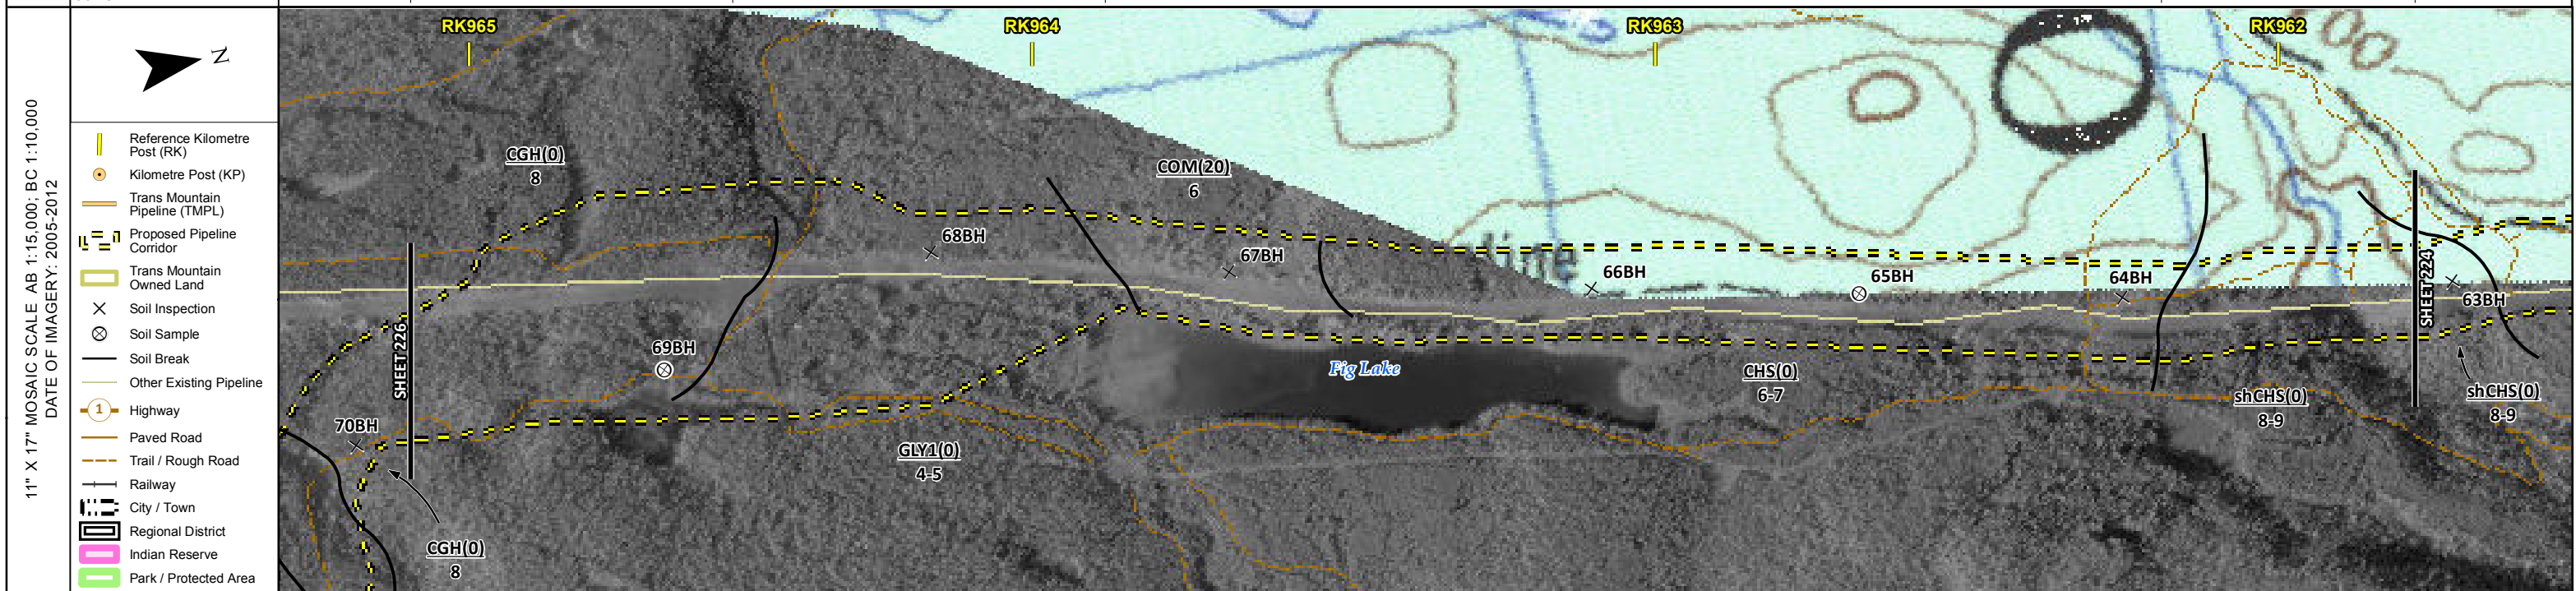 11" X 17" MOSAIC SCALE AB 1:15,000; BC 1:10,000
DATE OF IMAGERY: 2005-2012
N
Reference Kilometre
Post (RK)
Kilometre Post (KP)
Trans Mountain
Pipeline (TMPL)
Proposed Pipeline
Corridor
Trans Mountain
Owned Land
Soil Inspection
Soil Sample
Soil Break
Other Existing Pipeline
1 Highway
Paved Road
Trail / Rough Road
Railway
City / Town
Regional District
Indian Reserve
Park / Protected Area
RK965
RK964
RK963
RK962
CGH(0)
8
COM(20)
6
68BH
67BH
66BH
65BH
64BH
63BH
69BH
70BH
SHEET 226
SHEET 224
Fig Lake
CHS(0)
6-7
shCHS(0)
8-9
shCHS(0)
8-9
GLY1(0)
4-5
CGH(0)
8